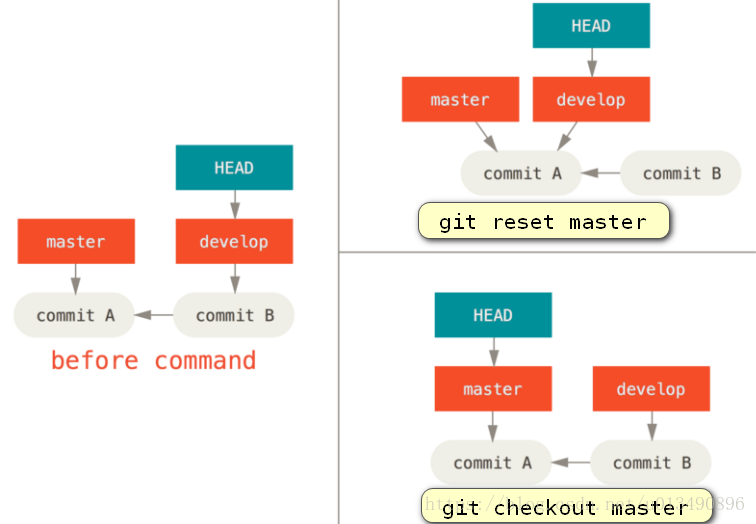 HEAD
master
develop
commit A
commit B
before command
HEAD
master
develop
commit A
commit B
git reset master
HEAD
master
develop
commit A
commit B
git checkout master